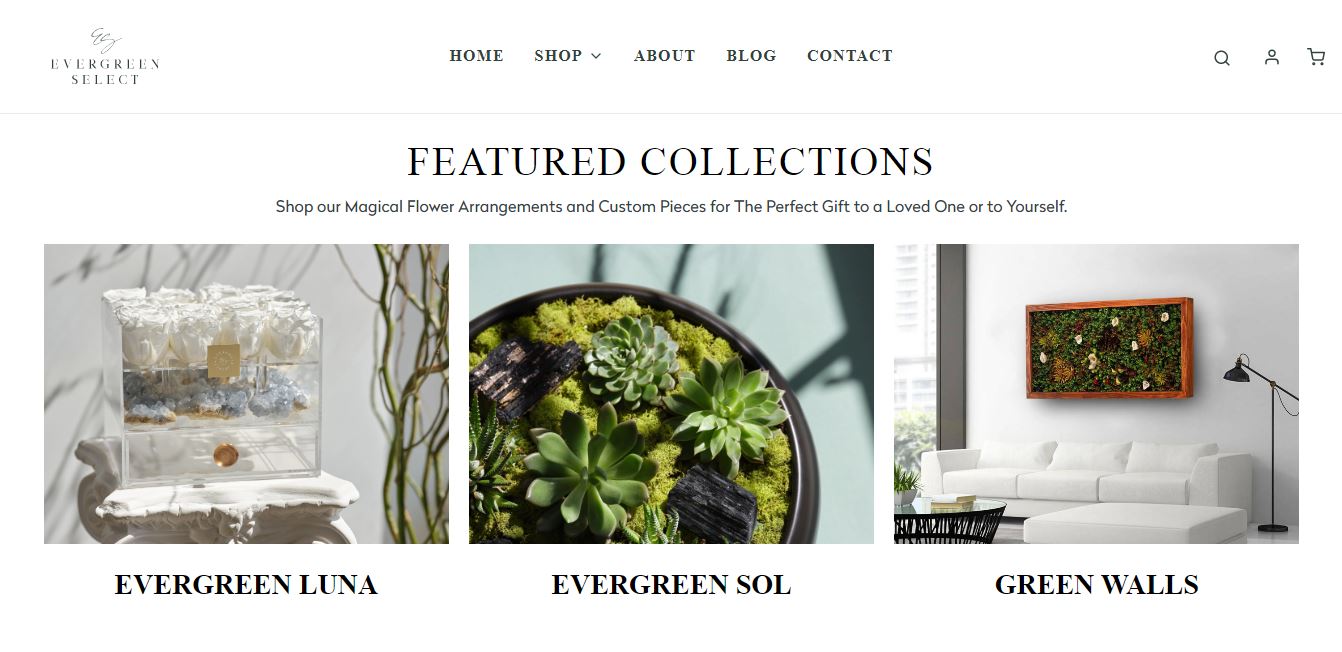 EVERGREEN
SELECT
HOME SHOP ABOUT BLOG CONTACT
FEATURED COLLECTIONS
Shop our Magical Flower Arrangements and Custom Pieces for The Perfect Gift to a Loved One or to Yourself.
EVERGREEN LUNA
EVERGREEN SOL
GREEN WALLS